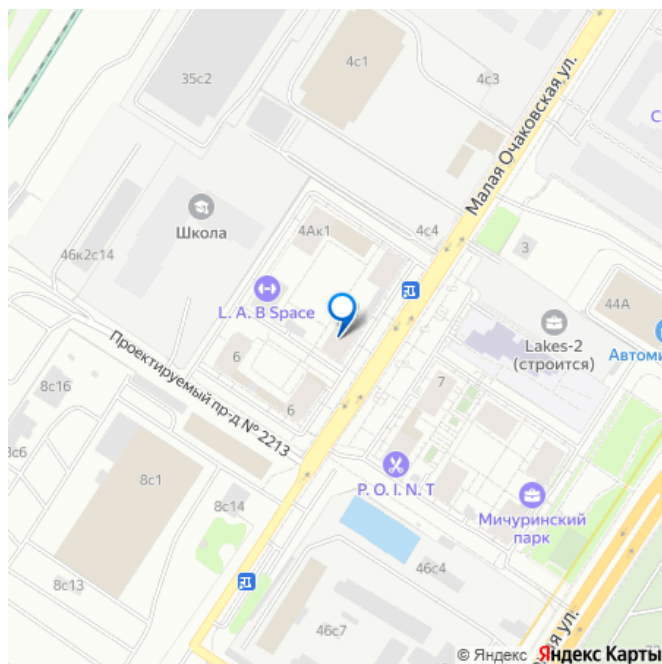 35с2
4с1
4с3
С
Малая Очаковская ул.
Школа
4Ак1
4с4
3
46к2с14
44А
L. A. B Space
Lakes-2
(строится)
Автоми
Проектируемый пр-д № 2213
6
7
8с16
6
8с6
P. O. I. N. T
8с1
Мичуринский
парк
8с14
46с4
8с13
46с7
ая ул.
© Яндекс Яндекс Карты